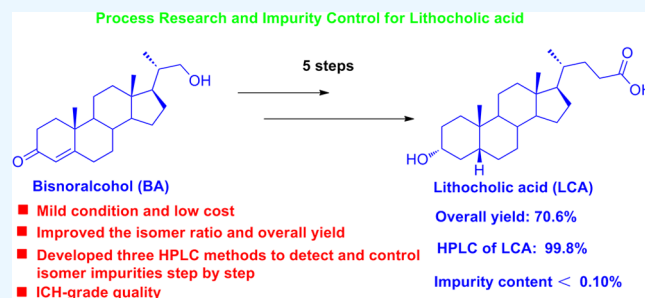 Process Research and Impurity Control for Lithocholic acid
OH
5 steps
O
OH
O
HO
H
Bisnoralcohol (BA)
Lithocholic acid (LCA)
■ Mild condition and low cost
■ Improved the isomer ratio and overall yield
■ Developed three HPLC methods to detect and control
isomer impurities step by step
■ ICH-grade quality
Overall yield: 70.6%
HPLC of LCA: 99.8%
Impurity content < 0.10%